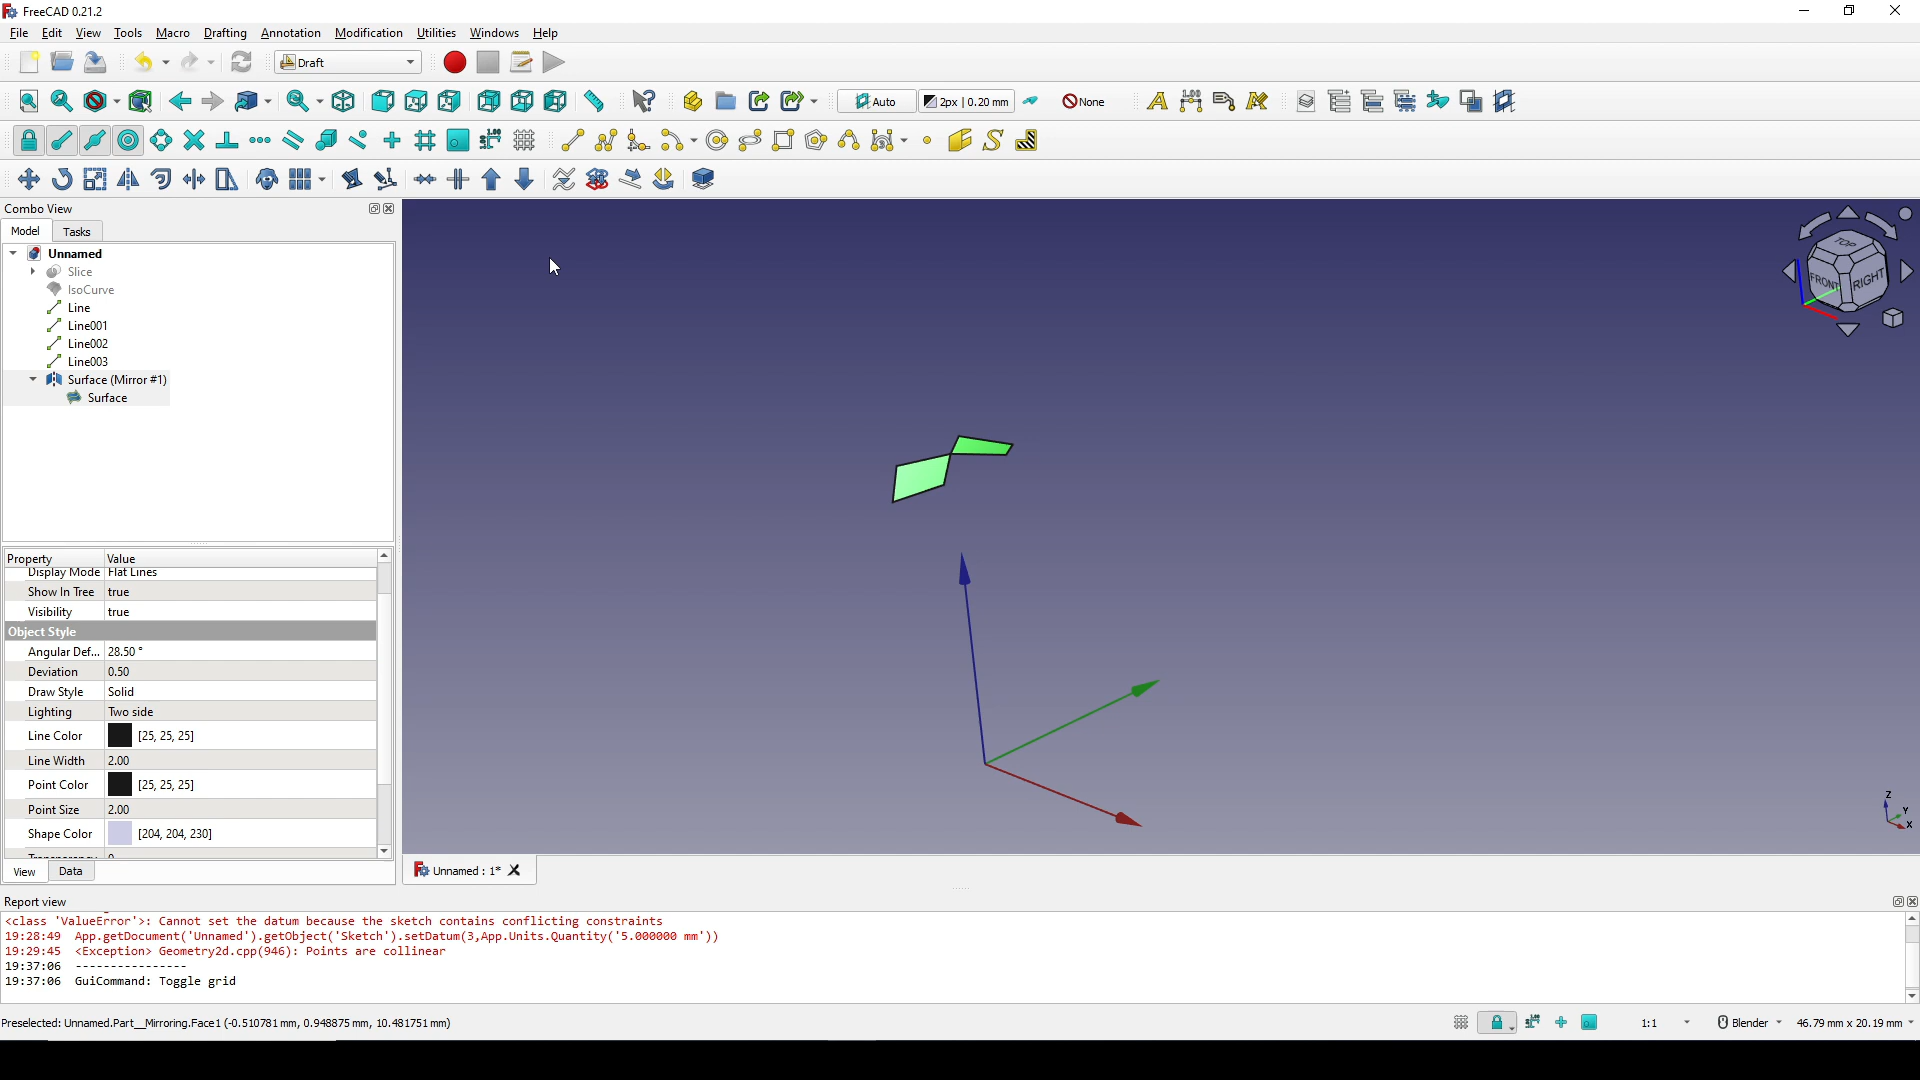 FreeCAD 0.21.2
File Edit View Tools Macro Drafting Annotation Modification Utilities Windows Help
Draft
Auto 2px | 0.20 mm None
Combo View
Model Tasks
Unnamed
Slice
IsoCurve
Line
Line001
Line002
Line003
Surface (Mirror #1)
Surface
TOP
FRONT RIGHT
Property Value
Display Mode Flat Lines
Show In Tree true
Visibility true
Object Style
Angular Def... 28.50 °
Deviation 0.50
Draw Style Solid
Lighting Two side
Line Color [25, 25, 25]
Line Width 2.00
Point Color [25, 25, 25]
Point Size 2.00
Shape Color [204, 204, 230]
View Data
Z
Y
X
Unnamed : 1*
Report view
<class 'ValueError'>: Cannot set the datum because the sketch contains conflicting constraints
19:28:49 App.getDocument('Unnamed').getObject('Sketch').setDatum(3,App.Units.Quantity('5.000000 mm'))
19:29:45 <Exception> Geometry2d.cpp(946): Points are collinear
19:37:06 ----------------
19:37:06 GuiCommand: Toggle grid
Preselected: Unnamed.Part__Mirroring.Face1 (-0.510781 mm, 0.948875 mm, 10.481751 mm)
1:1 Blender 46.79 mm x 20.19 mm